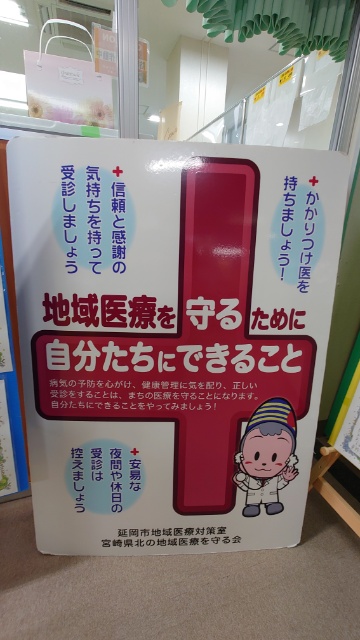 +かかりつけ医を
持ちましょう!
+信頼と感謝の
気持ちを持って
受診しましょう
地域医療を守るために
自分たちにできること
病気の予防を心がけ、健康管理に気を配り、正しい
受診をすることは、まちの医療を守ることになります。
自分たちにできることをやってみましょう!
+安易な
夜間や休日の
受診は
控えましょう
延岡市地域医療対策室
宮崎県北の地域医療を守る会